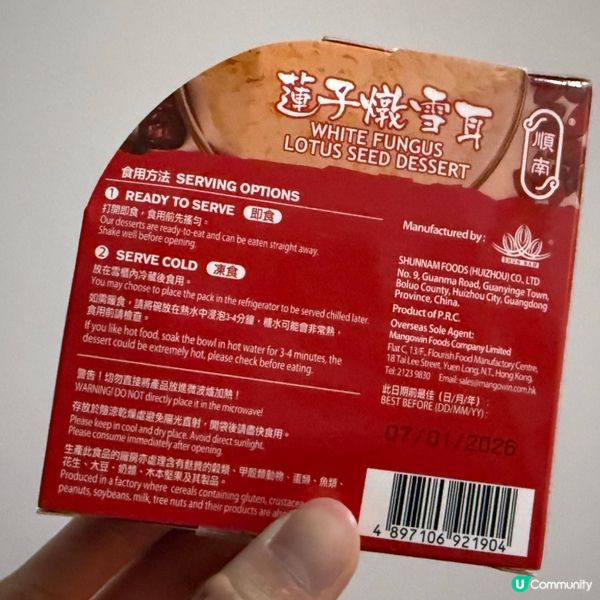 蓮子燉雪耳
WHITE FUNGUS
LOTUS SEED DESSERT
順南
食用方法 SERVING OPTIONS
1 READY TO SERVE 即食
打開即食，食用前先搖勻。
Our desserts are ready-to-eat and can be eaten straight away.
Shake well before opening.
2 SERVE COLD 凍食
放在雪櫃內冷藏後食用。
You may choose to place the pack in the refrigerator to be served chilled later.
如需暖食，請將碗放在熱水中浸泡3-4分鐘，糖水可能會非常熱，
食用前請檢查。
If you like hot food, soak the bowl in hot water for 3-4 minutes, the
dessert could be extremely hot, please check before eating.
警告！切勿直接將產品放進微波爐加熱！
WARNING! DO NOT directly place it in the microwave!
存放於陰涼乾燥處避免陽光直射，開袋後請盡快食用。
Please keep in cool and dry place. Avoid direct sunlight.
Please consume immediately after opening.
生產此食品的廠房亦處理含有麩質的穀類、甲殼類動物、蛋類、魚類、
花生、大豆、奶類、木本堅果及其製品。
Produced in a factory where cereals containing gluten, crustacea
peanuts, soybeans, milk, tree nuts and their products are al
Manufactured by :
SHUN NAM
SHUNNAM FOODS (HUIZHOU) CO., LTD
No. 9, Guanma Road, Guanyinge Town,
Boluo County, Huizhou City, Guangdong
Province, China.
Product of P.R.C.
Overseas Sole Agent:
Mangowin Foods Company Limited
Flat C, 13/F., Flourish Food Manufactory Centre,
18 Tai Lee Street, Yuen Long, N.T., Hong Kong.
Tel: 2123 9830 Email: sales@mangowin.com.hk
此日期前最佳（日/月/年）:
BEST BEFORE (DD/MM/YY) :
07/01/2026
4 897106 921904
U Community